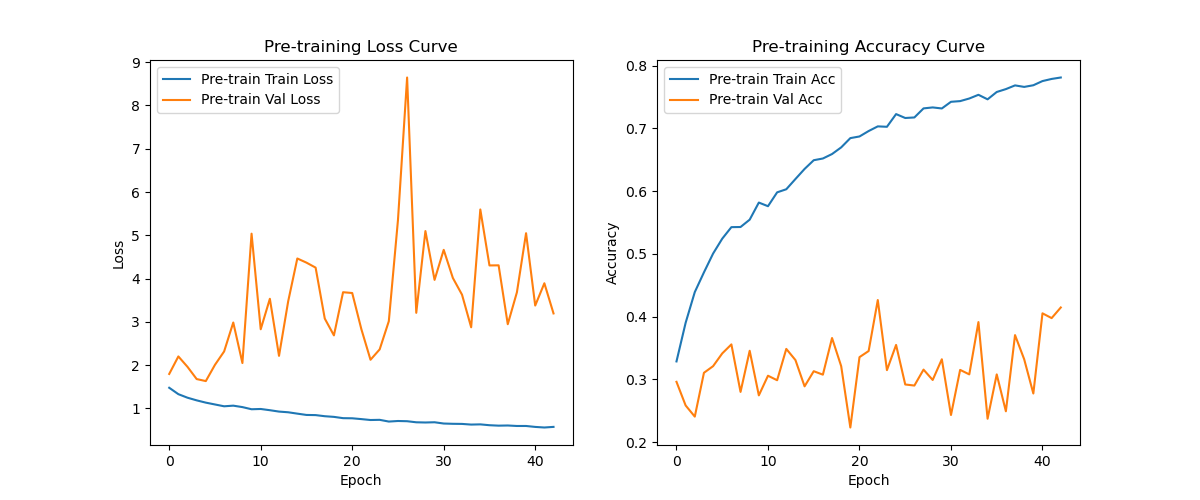 Pre-training Loss Curve
Pre-train Train Loss
Pre-train Val Loss
9
8
7
6
5
4
3
2
1
Loss
0
10
20
30
40
Epoch
Pre-training Accuracy Curve
Pre-train Train Acc
Pre-train Val Acc
0.8
0.7
0.6
0.5
0.4
0.3
0.2
Accuracy
0
10
20
30
40
Epoch